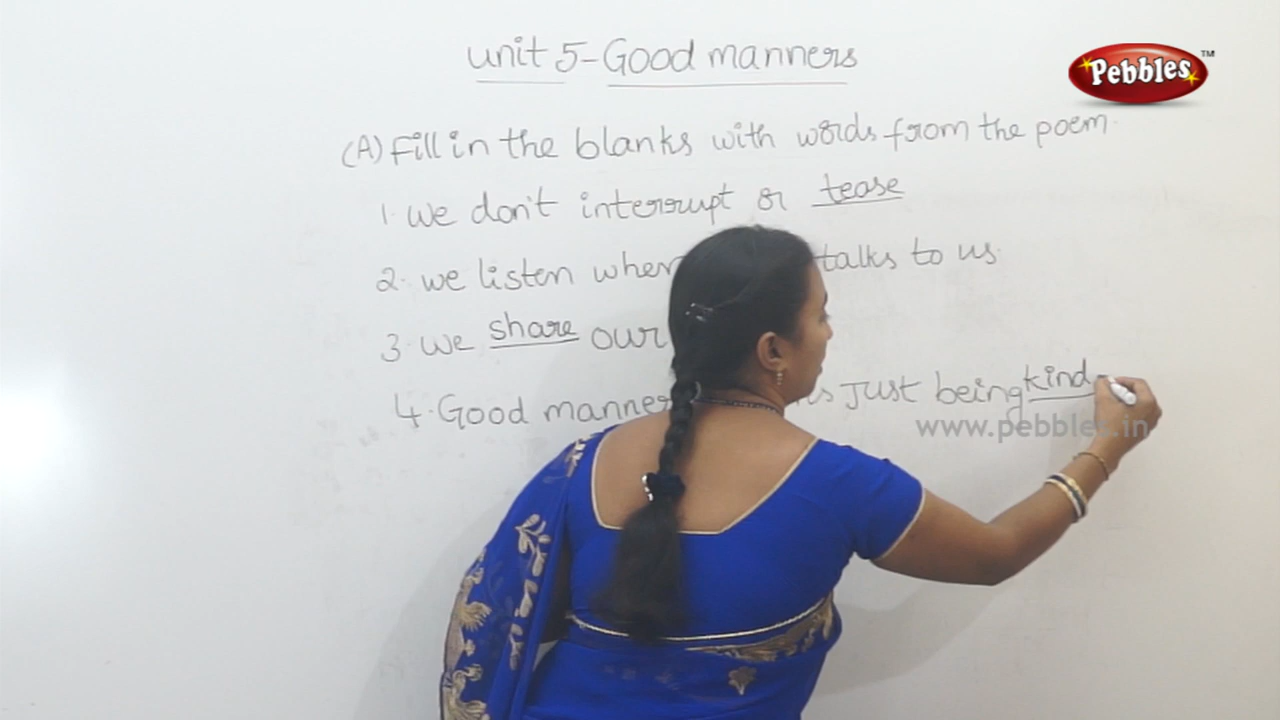 unit 5-Good manners
Pebbles TM
(A) Fill in the blanks with words from the poem.
1. we don't interrupt or tease
2. we listen when talks to us.
3. we share our
4. Good manners just being kind
www.pebbles.in